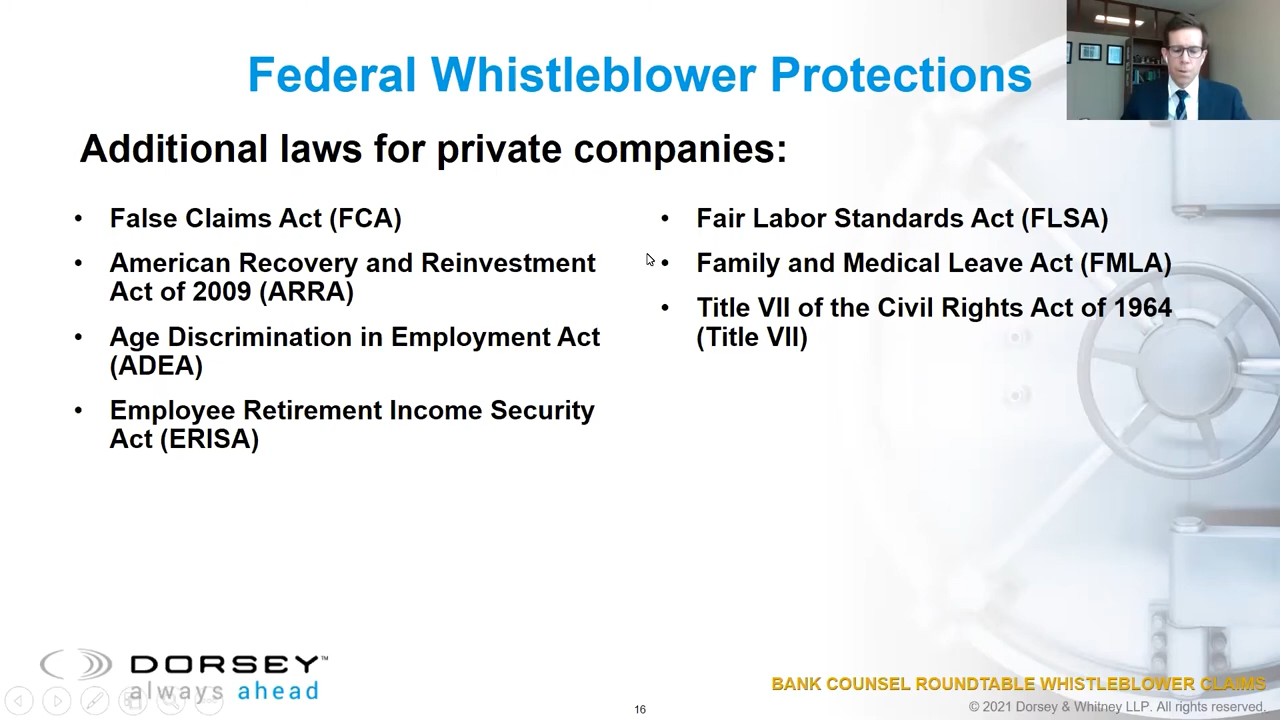 Federal Whistleblower Protections
Additional laws for private companies:
• False Claims Act (FCA)
• American Recovery and Reinvestment
Act of 2009 (ARRA)
• Age Discrimination in Employment Act
(ADEA)
• Employee Retirement Income Security
Act (ERISA)
• Fair Labor Standards Act (FLSA)
• Family and Medical Leave Act (FMLA)
• Title VII of the Civil Rights Act of 1964
(Title VII)
DORSEY™
always ahead
16
BANK COUNSEL ROUNDTABLE WHISTLEBLOWER CLAIMS
© 2021 Dorsey & Whitney LLP. All rights reserved.